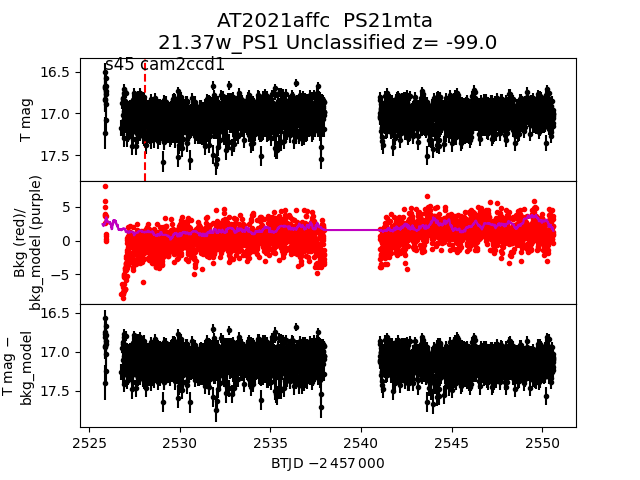 AT2021affc  PS21mta
21.37w_PS1 Unclassified z= -99.0
s45 cam2ccd1
16.5
17.0
17.5
T mag
5
0
−5
Bkg (red)/
bkg_model (purple)
16.5
17.0
17.5
T mag −
bkg_model
2525
2530
2535
2540
2545
2550
BTJD −2 457 000